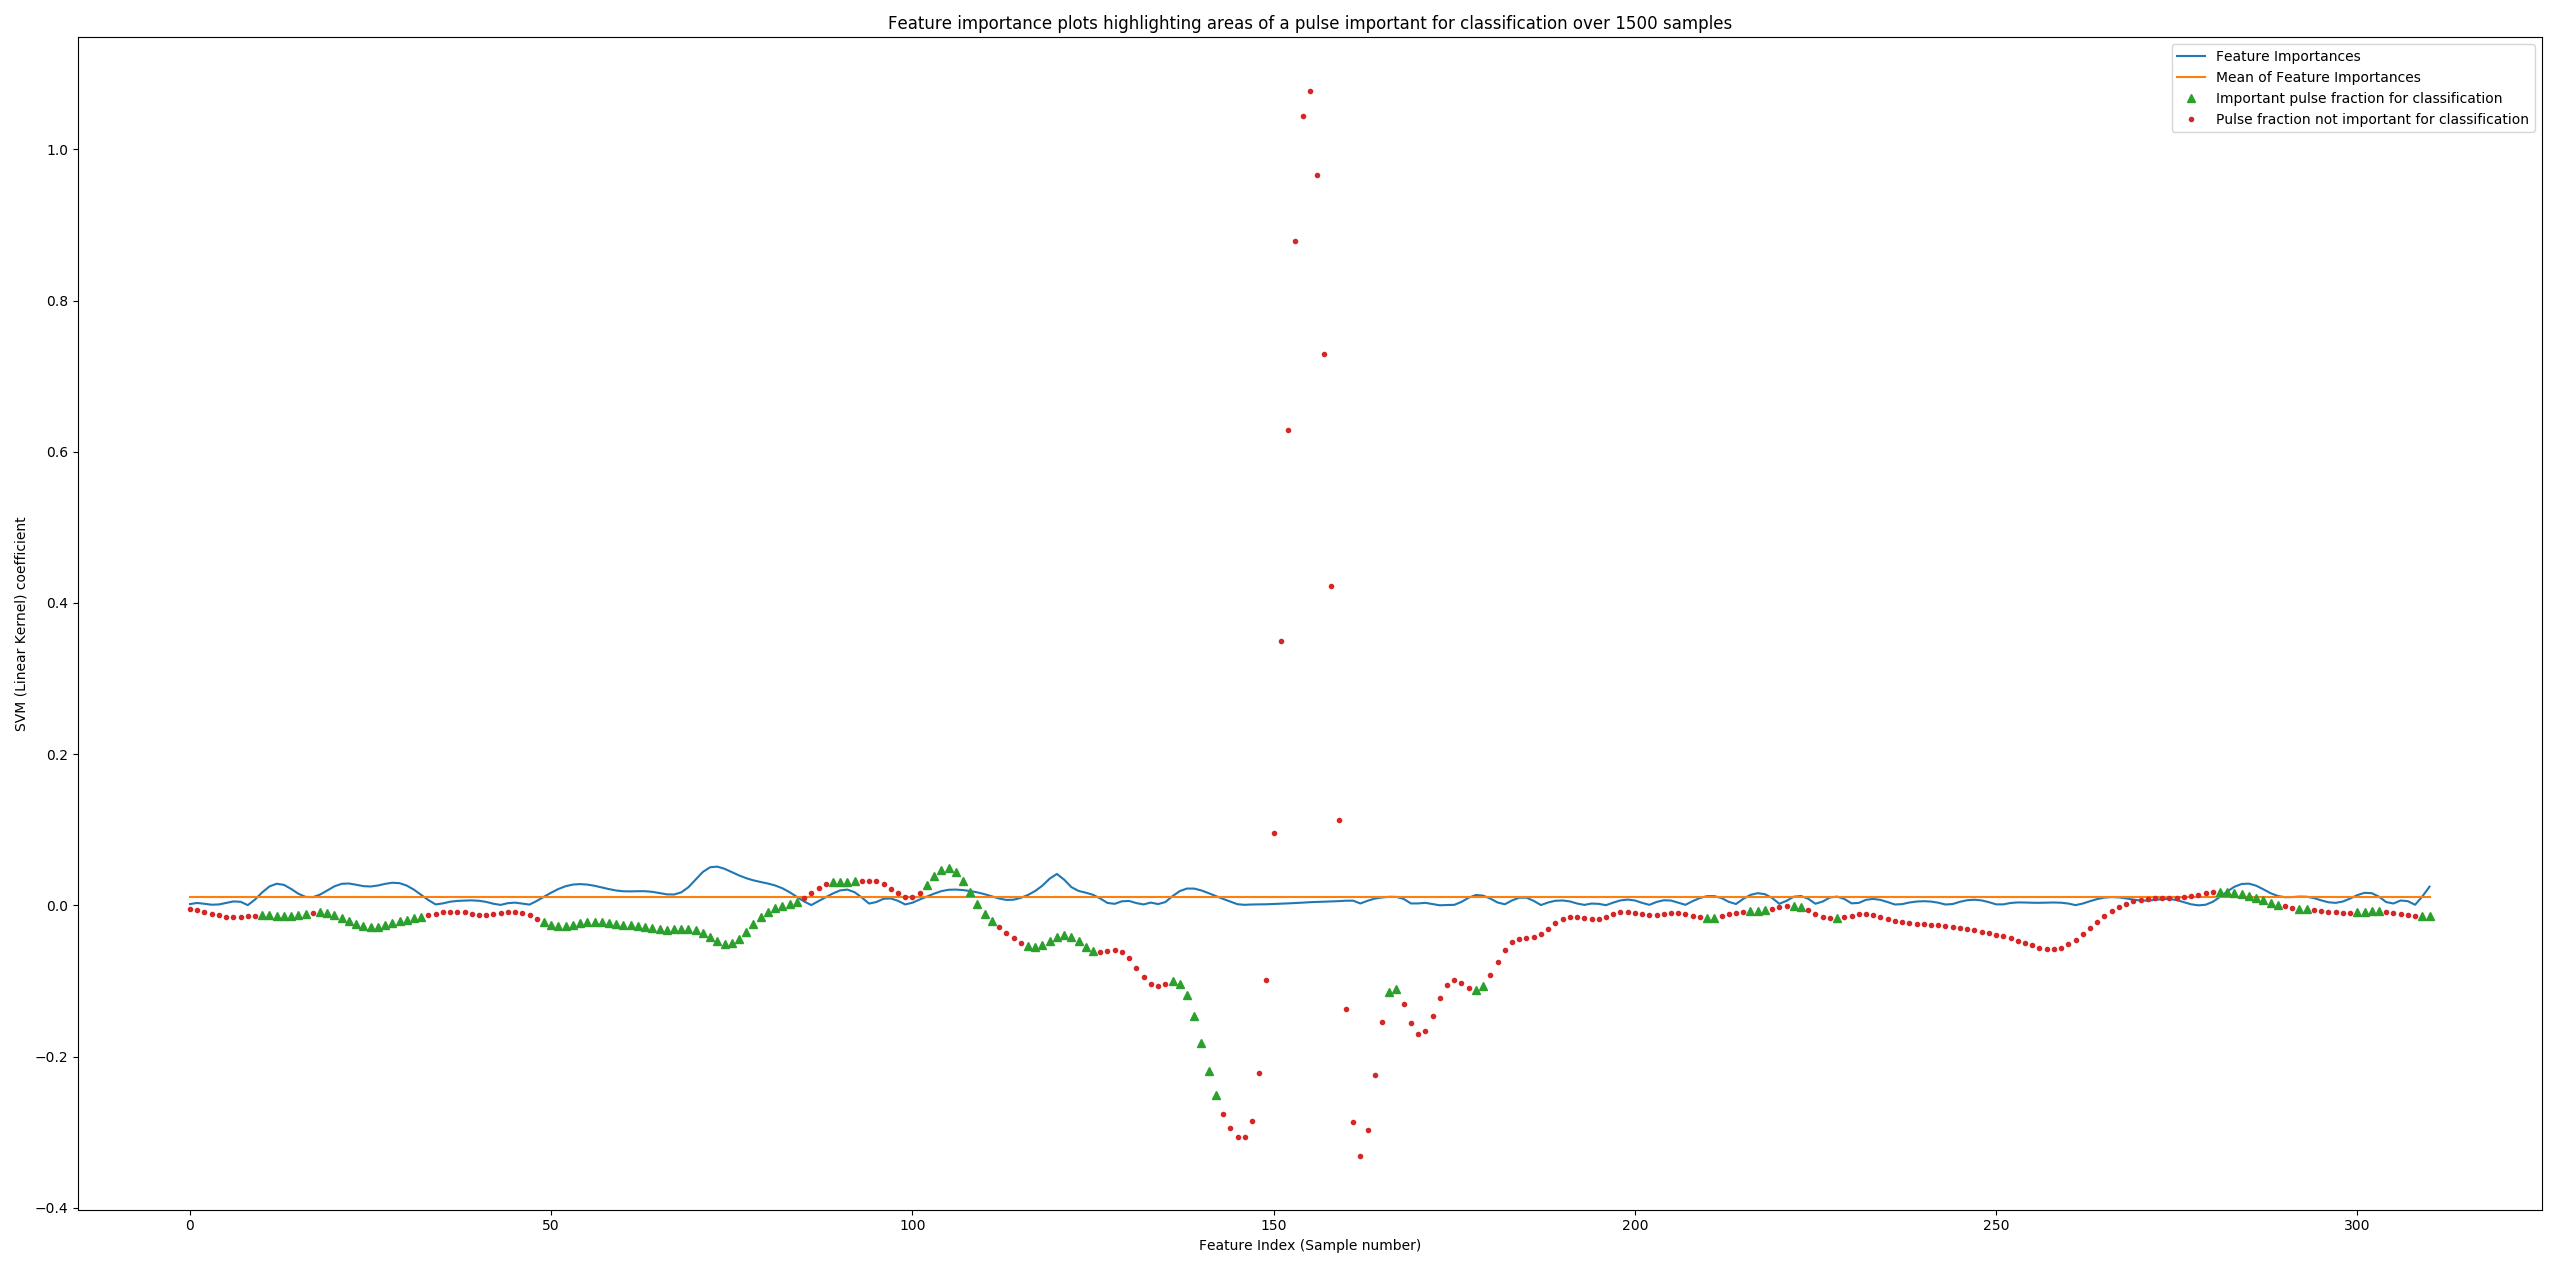 Feature importance plots highlighting areas of a pulse important for classification over 1500 samples
Feature Importances
Mean of Feature Importances
Important pulse fraction for classification
Pulse fraction not important for classification
1.0
0.8
0.6
0.4
0.2
0.0
−0.2
−0.4
SVM (Linear Kernel) coefficient
0 50 100 150 200 250 300
Feature Index (Sample number)